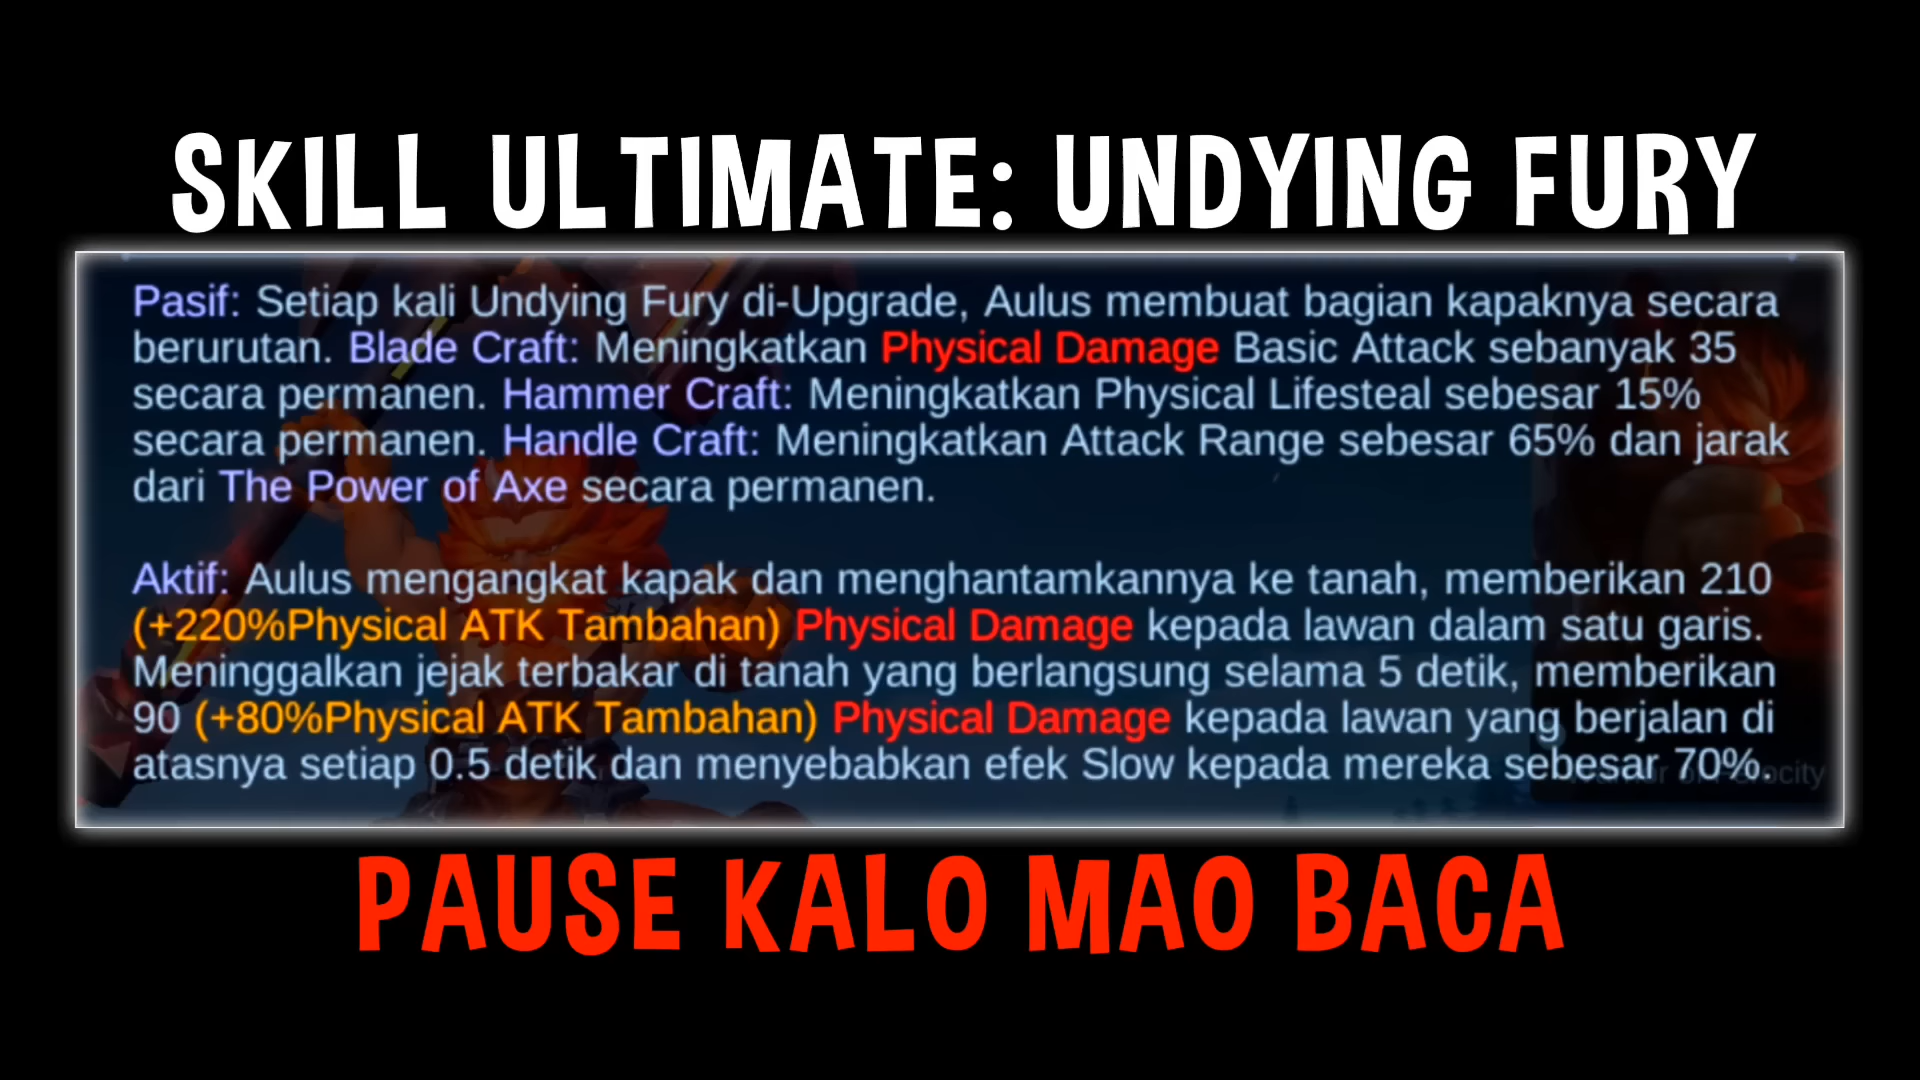 SKILL ULTIMATE: UNDYING FURY
Pasif: Setiap kali Undying Fury di-Upgrade, Aulus membuat bagian kapaknya secara
berurutan. Blade Craft: Meningkatkan Physical Damage Basic Attack sebanyak 35
secara permanen. Hammer Craft: Meningkatkan Physical Lifesteal sebesar 15%
secara permanen. Handle Craft: Meningkatkan Attack Range sebesar 65% dan jarak
dari The Power of Axe secara permanen.
Aktif: Aulus mengangkat kapak dan menghantamkannya ke tanah, memberikan 210
(+220%Physical ATK Tambahan) Physical Damage kepada lawan dalam satu garis.
Meninggalkan jejak terbakar di tanah yang berlangsung selama 5 detik, memberikan
90 (+80%Physical ATK Tambahan) Physical Damage kepada lawan yang berjalan di
atasnya setiap 0.5 detik dan menyebabkan efek Slow kepada mereka sebesar 70%.
PAUSE KALO MAO BACA